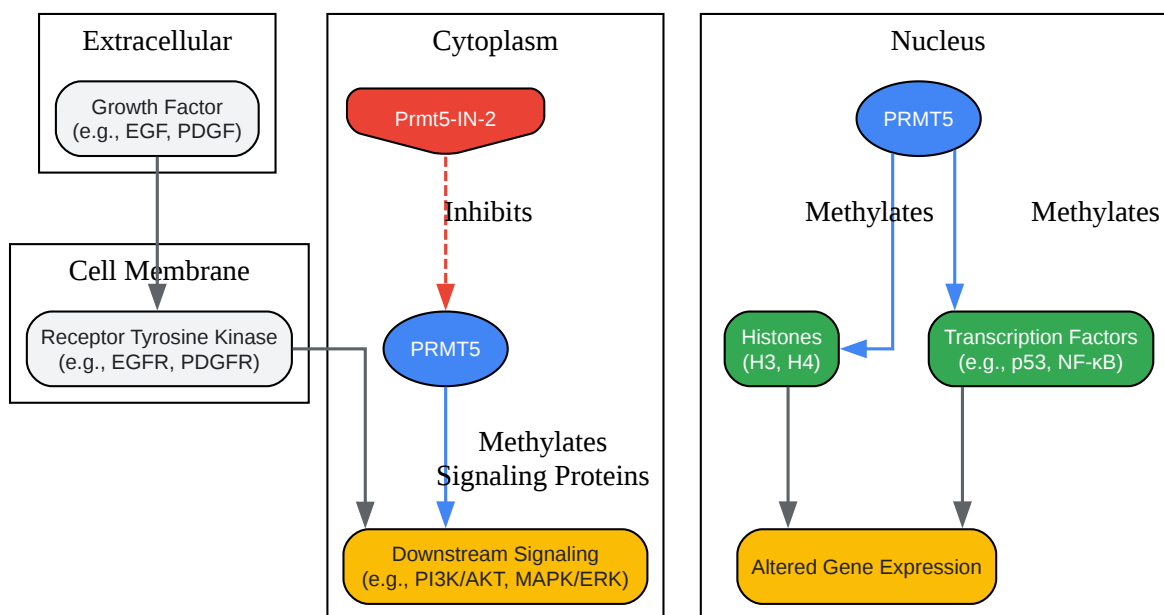 Extracellular
Growth Factor
(e.g., EGF, PDGF)
Cell Membrane
Receptor Tyrosine Kinase
(e.g., EGFR, PDGFR)
Cytoplasm
Prmt5-IN-2
Inhibits
PRMT5
Methylates
Signaling Proteins
Downstream Signaling
(e.g., PI3K/AKT, MAPK/ERK)
Nucleus
PRMT5
Methylates
Methylates
Histones
(H3, H4)
Transcription Factors
(e.g., p53, NF-κB)
Altered Gene Expression